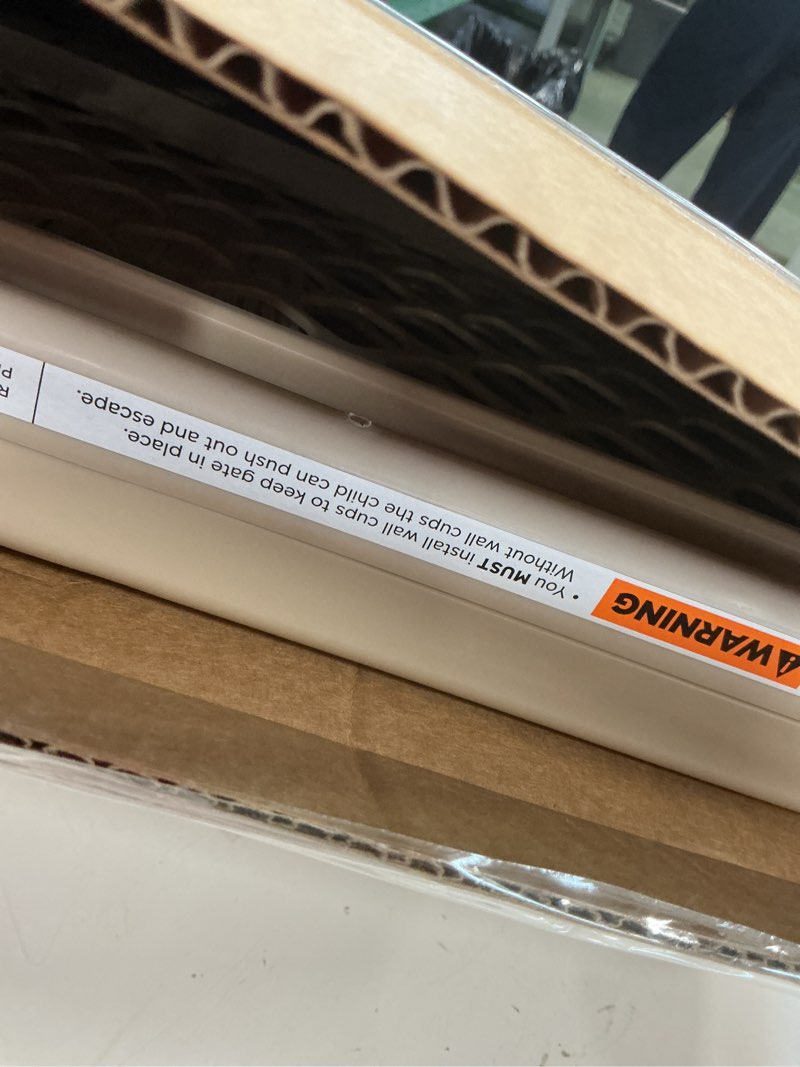 WARNING
• You MUST install wall cups to keep gate in place.
Without wall cups the child can push out and escape.